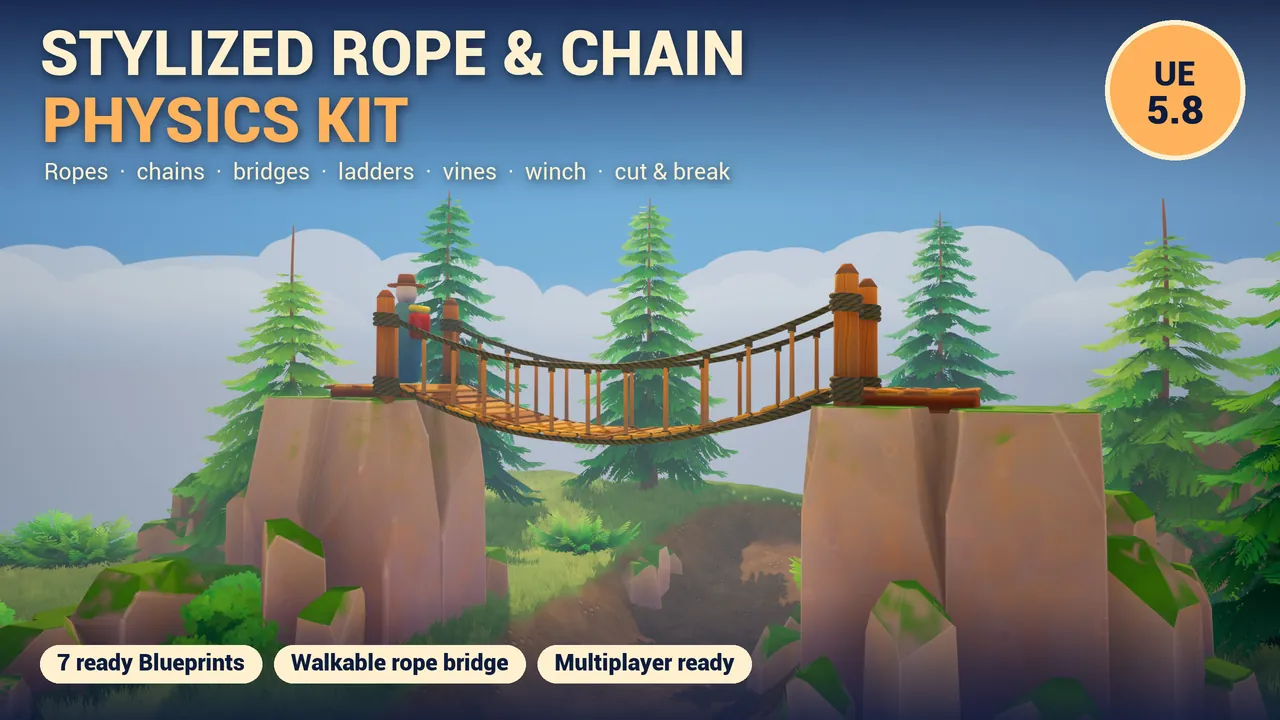 STYLIZED ROPE & CHAIN
PHYSICS KIT
Ropes · chains · bridges · ladders · vines · winch · cut & break
UE
5.8
7 ready Blueprints
Walkable rope bridge
Multiplayer ready